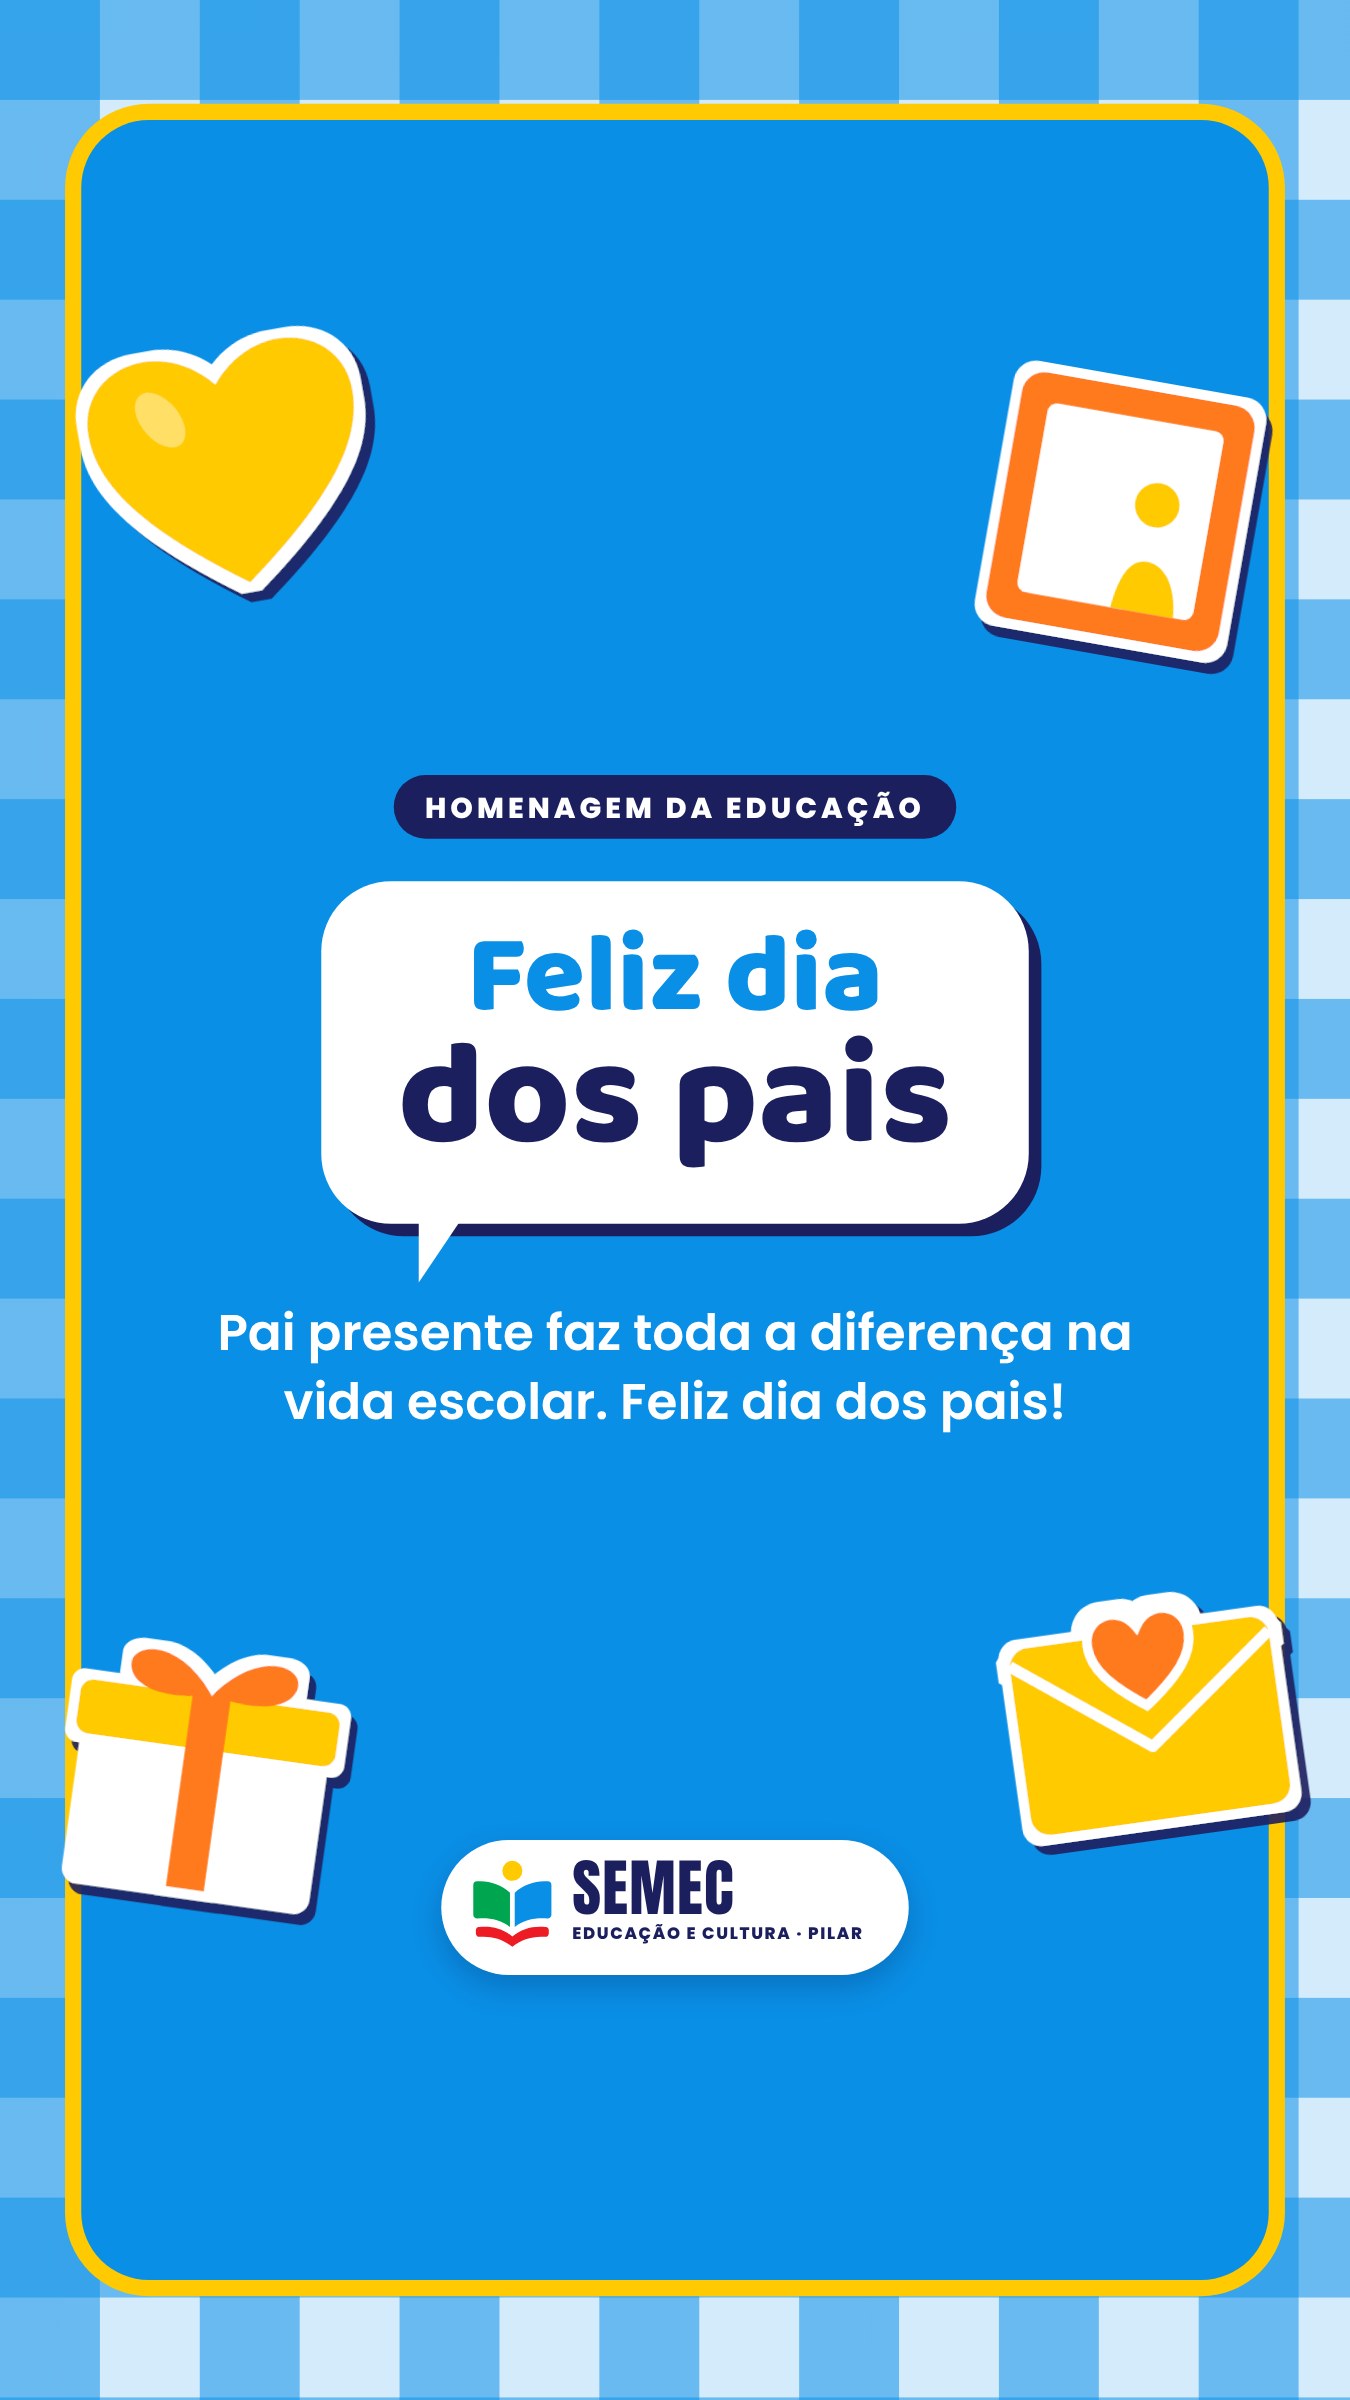 HOMENAGEM DA EDUCAÇÃO
Feliz dia
dos pais
Pai presente faz toda a diferença na
vida escolar. Feliz dia dos pais!
SEMEC
EDUCAÇÃO E CULTURA · PILAR